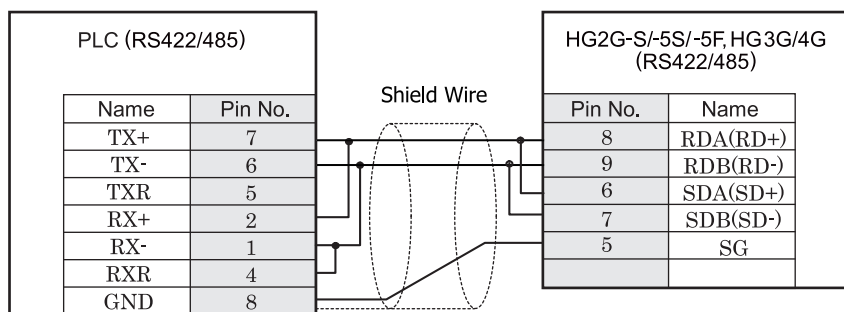 PLC (RS422/485)
Name Pin No.
TX+ 7
TX- 6
TXR 5
RX+ 2
RX- 1
RXR 4
GND 8
Shield Wire
HG2G-S/-5S/-5F, HG3G/4G
(RS422/485)
Pin No. Name
8 RDA(RD+)
9 RDB(RD-)
6 SDA(SD+)
7 SDB(SD-)
5 SG